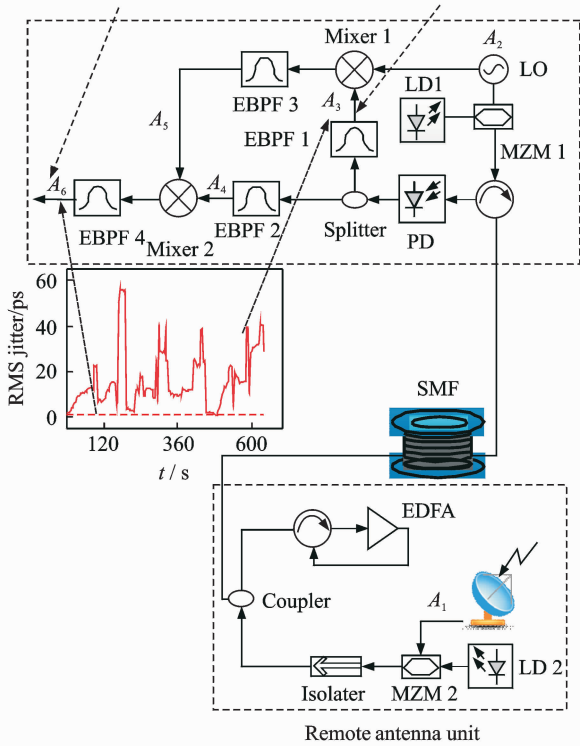 Mixer 1
A2
LO
LD1
EBPF 3
A3
EBPF 1
MZM 1
A5
A6
A4
EBPF 4
Mixer 2
EBPF 2
Splitter
PD
60
40
20
0
RMS jitter/ps
120
360
600
t / s
SMF
EDFA
Coupler
A1
Isolater
MZM 2
LD 2
Remote antenna unit